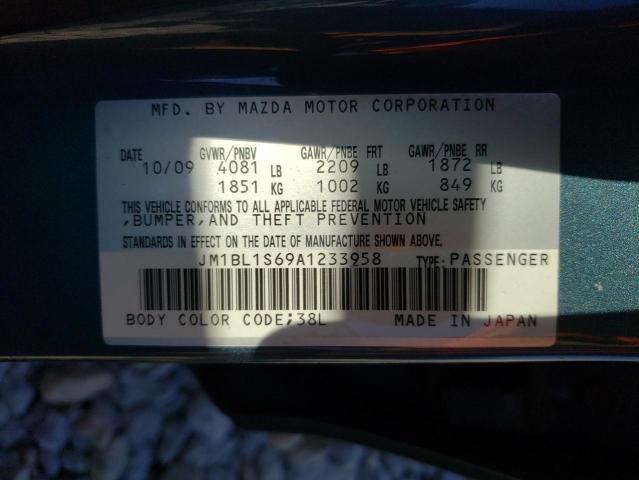 MFD. BY MAZDA MOTOR CORPORATION
DATE GVWR/PNBV GAWR/PNBE FRT GAWR/PNBE RR
10/09 4081 LB 2209 LB 1872 LB
1851 KG 1002 KG 849 KG
THIS VEHICLE CONFORMS TO ALL APPLICABLE FEDERAL MOTOR VEHICLE SAFETY
,BUMPER,AND THEFT PREVENTION
STANDARDS IN EFFECT ON THE DATE OF MANUFACTURE SHOWN ABOVE.
JM1BL1S69A1233958 TYPE: PASSENGER
BODY COLOR CODE;38L MADE IN JAPAN